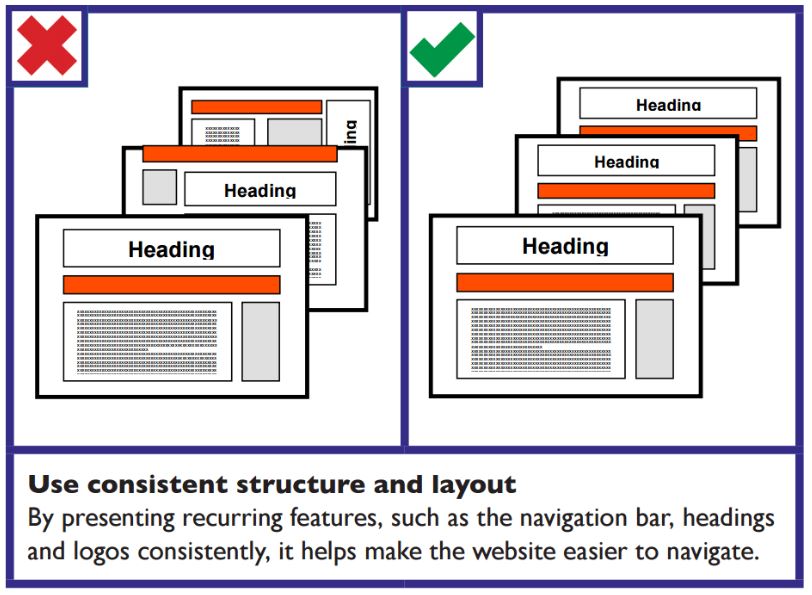 ing
Heading
Heading
Heading
Heading
Heading
Use consistent structure and layout
By presenting recurring features, such as the navigation bar, headings
and logos consistently, it helps make the website easier to navigate.